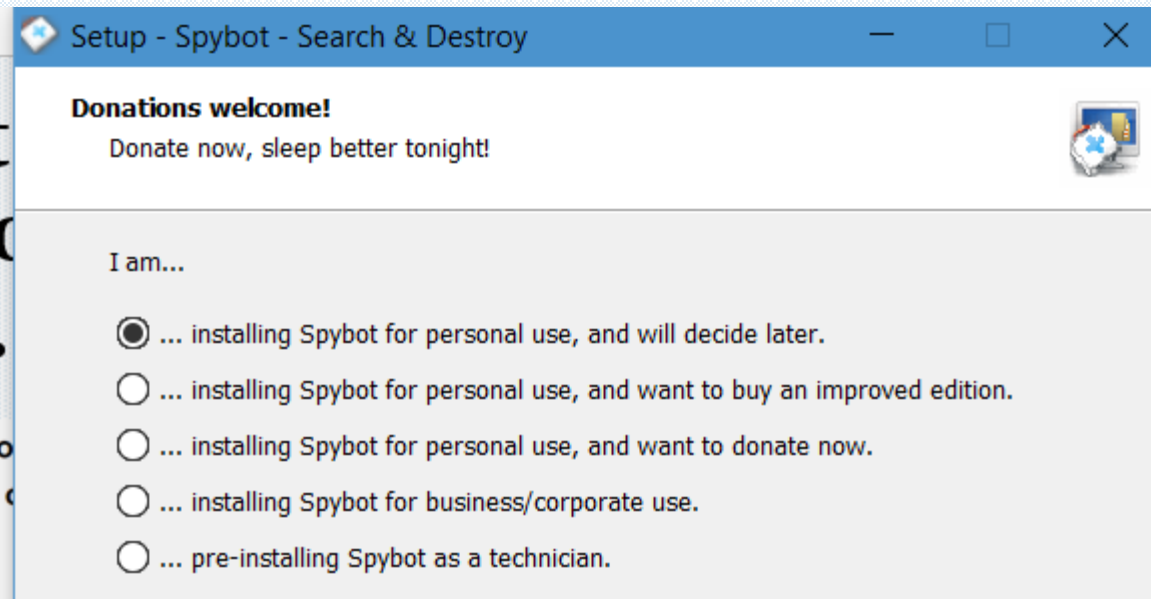 Setup - Spybot - Search & Destroy
Donations welcome!
Donate now, sleep better tonight!
I am...
... installing Spybot for personal use, and will decide later.
... installing Spybot for personal use, and want to buy an improved edition.
... installing Spybot for personal use, and want to donate now.
... installing Spybot for business/corporate use.
... pre-installing Spybot as a technician.